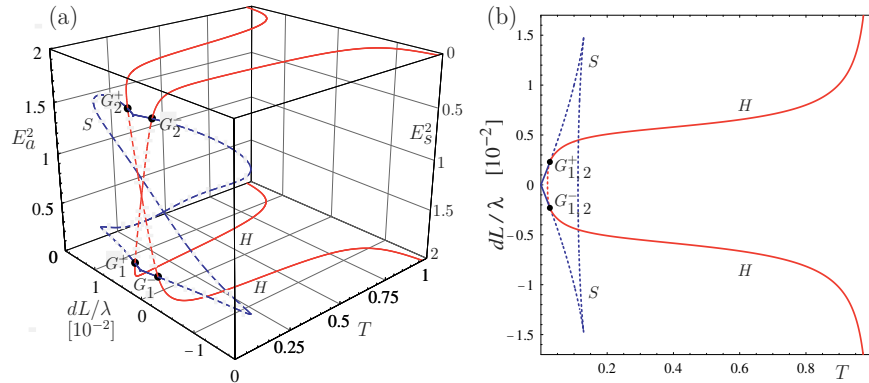 (a)
2
1.5
E_a^2
1
0.5
0
G_2^+
S
G_2^-
G_1^+
G_1^-
H
H
0
0.5
E_s^2
1
1.5
2
1
0
-1
dL/λ
[10^{-2}]
0
0.25
0.5
0.75
1
T
(b)
dL/λ [10^{-2}]
1.5
1
0.5
0
-0.5
-1
-1.5
S
H
G_{1,2}^+
G_{1,2}^-
H
S
0 0.2 0.4 0.6 0.8 T